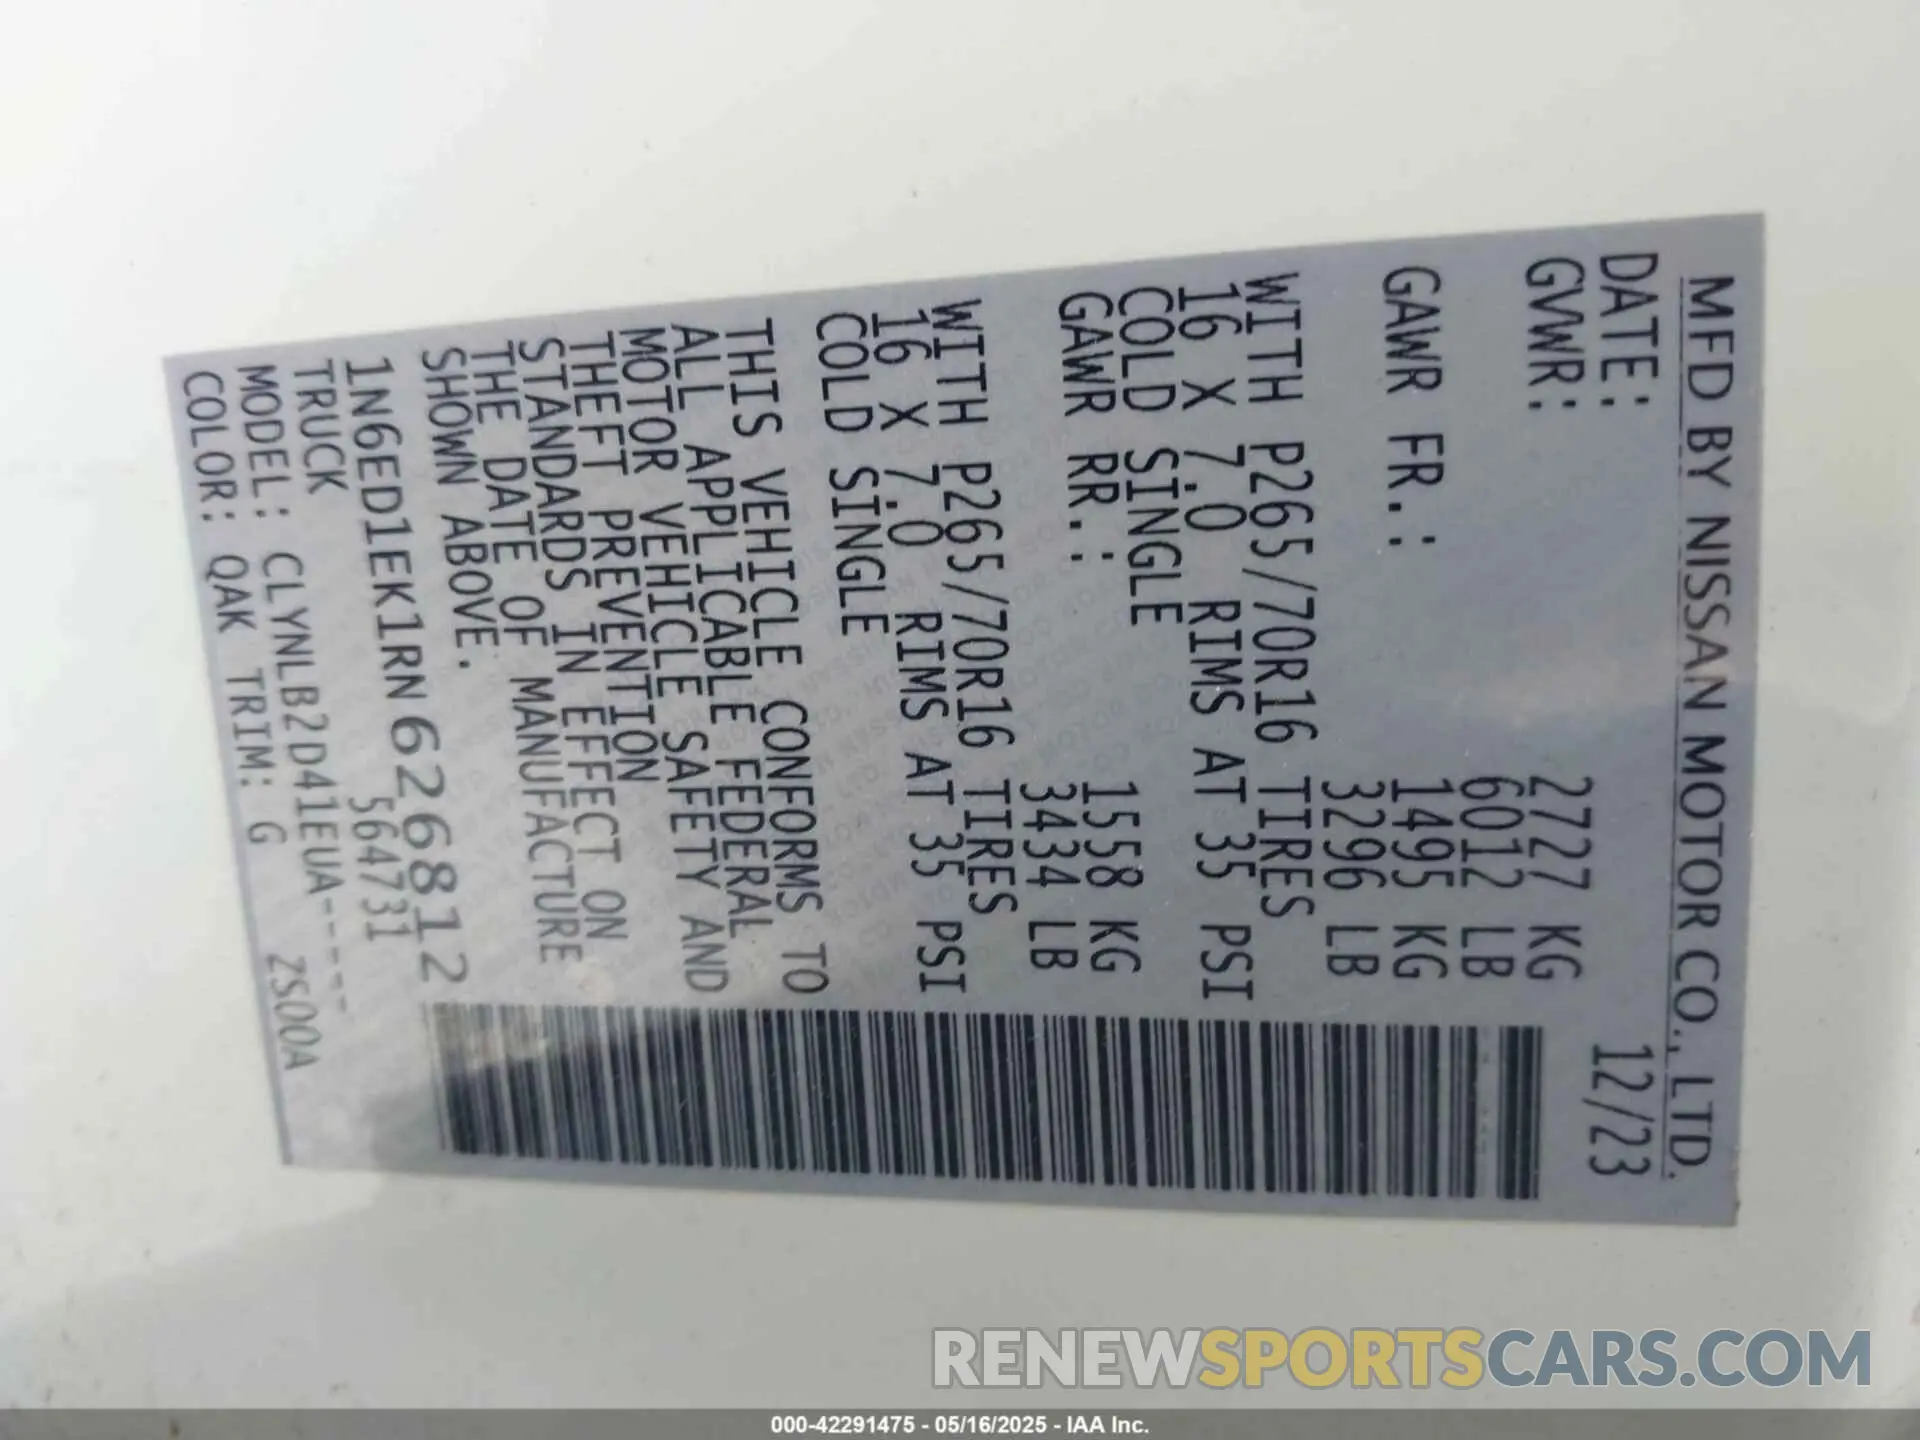 MFD BY NISSAN MOTOR CO., LTD.
DATE: 12/23
GVWR: 2727 KG
6012 LB
GAWR FR.: 1495 KG
3296 LB
WITH P265/70R16 TIRES
16 X 7.0 RIMS AT 35 PSI
COLD SINGLE
GAWR RR.: 1558 KG
3434 LB
WITH P265/70R16 TIRES
16 X 7.0 RIMS AT 35 PSI
COLD SINGLE
THIS VEHICLE CONFORMS TO
ALL APPLICABLE FEDERAL
MOTOR VEHICLE SAFETY AND
THEFT PREVENTION
STANDARDS IN EFFECT ON
THE DATE OF MANUFACTURE
SHOWN ABOVE.
1N6ED1EK1RN626812
TRUCK 564731
MODEL: CLYNLB2D41EUA-----
COLOR: QAK TRIM: G ZS00A
RENEWSPORTSCARS.COM
000-42291475 - 05/16/2025 - IAA Inc.